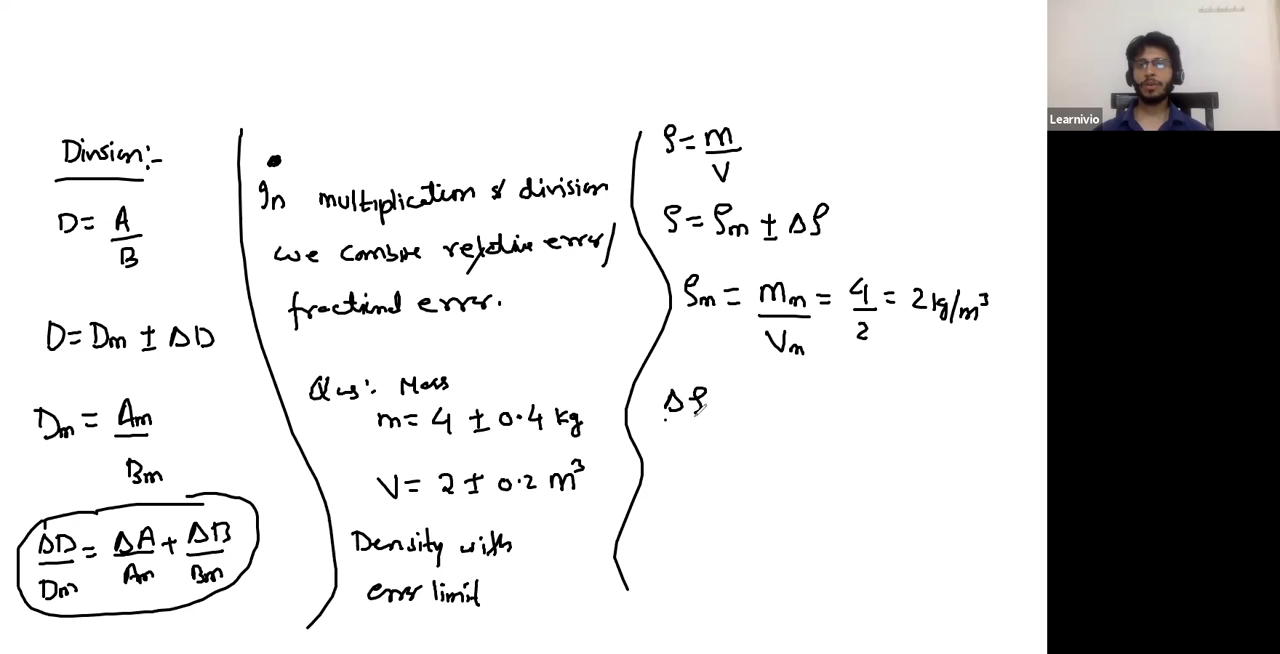 Division:-
D = A/B
D = Dm ± ΔD
Dm = Am/Bm
ΔD/Dm = ΔA/Am + ΔB/Bm
In multiplication & division
we combine relative error/
fractional error.
Ques: Mass
m = 4 ± 0.4 kg
V = 2 ± 0.2 m³
Density with
error limit
ρ = m/V
ρ = ρm ± Δρ
ρm = mm/Vm = 4/2 = 2 kg/m³
Δρ
Learnivio